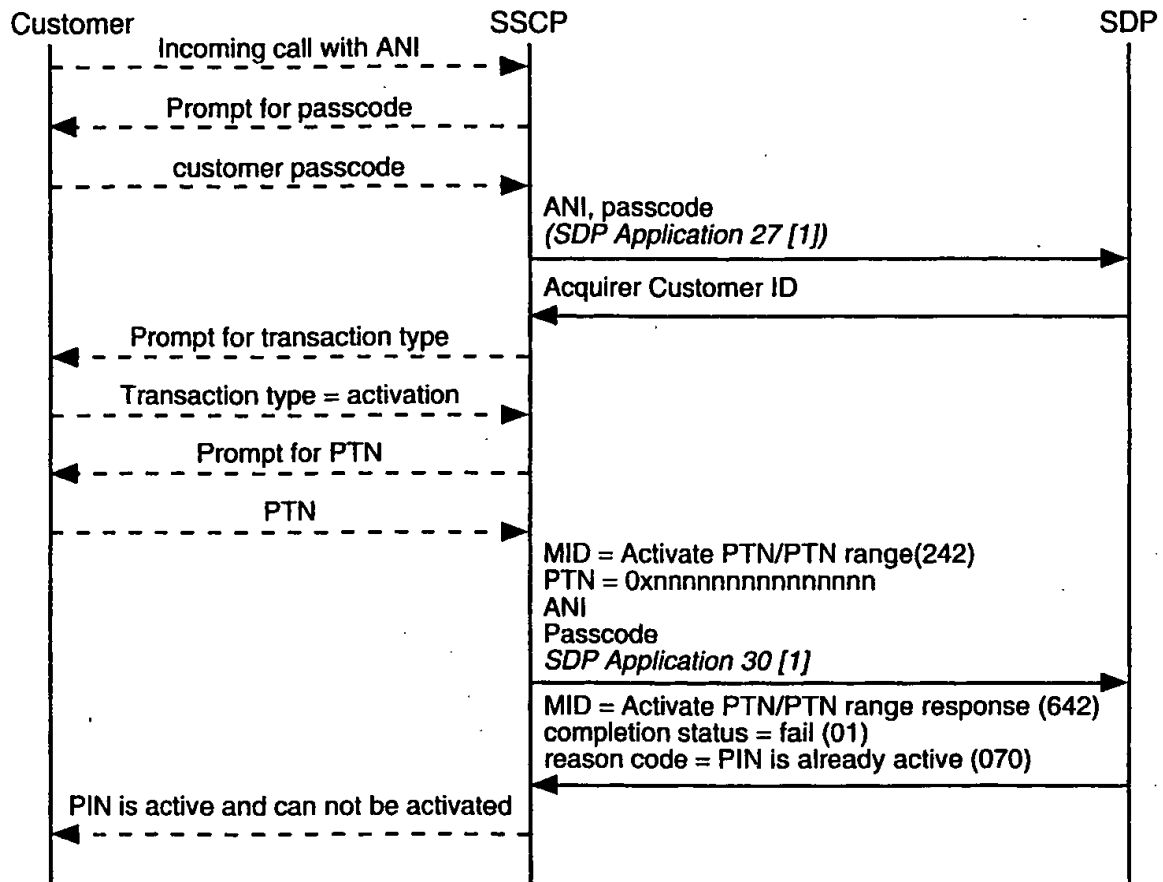 Customer SSCP SDP
Incoming call with ANI
Prompt for passcode
customer passcode
ANI, passcode
(SDP Application 27 [1])
Acquirer Customer ID
Prompt for transaction type
Transaction type = activation
Prompt for PTN
PTN
MID = Activate PTN/PTN range(242)
PTN = 0xnnnnnnnnnnnnnnnn
ANI
Passcode
SDP Application 30 [1]
MID = Activate PTN/PTN range response (642)
completion status = fail (01)
reason code = PIN is already active (070)
PIN is active and can not be activated